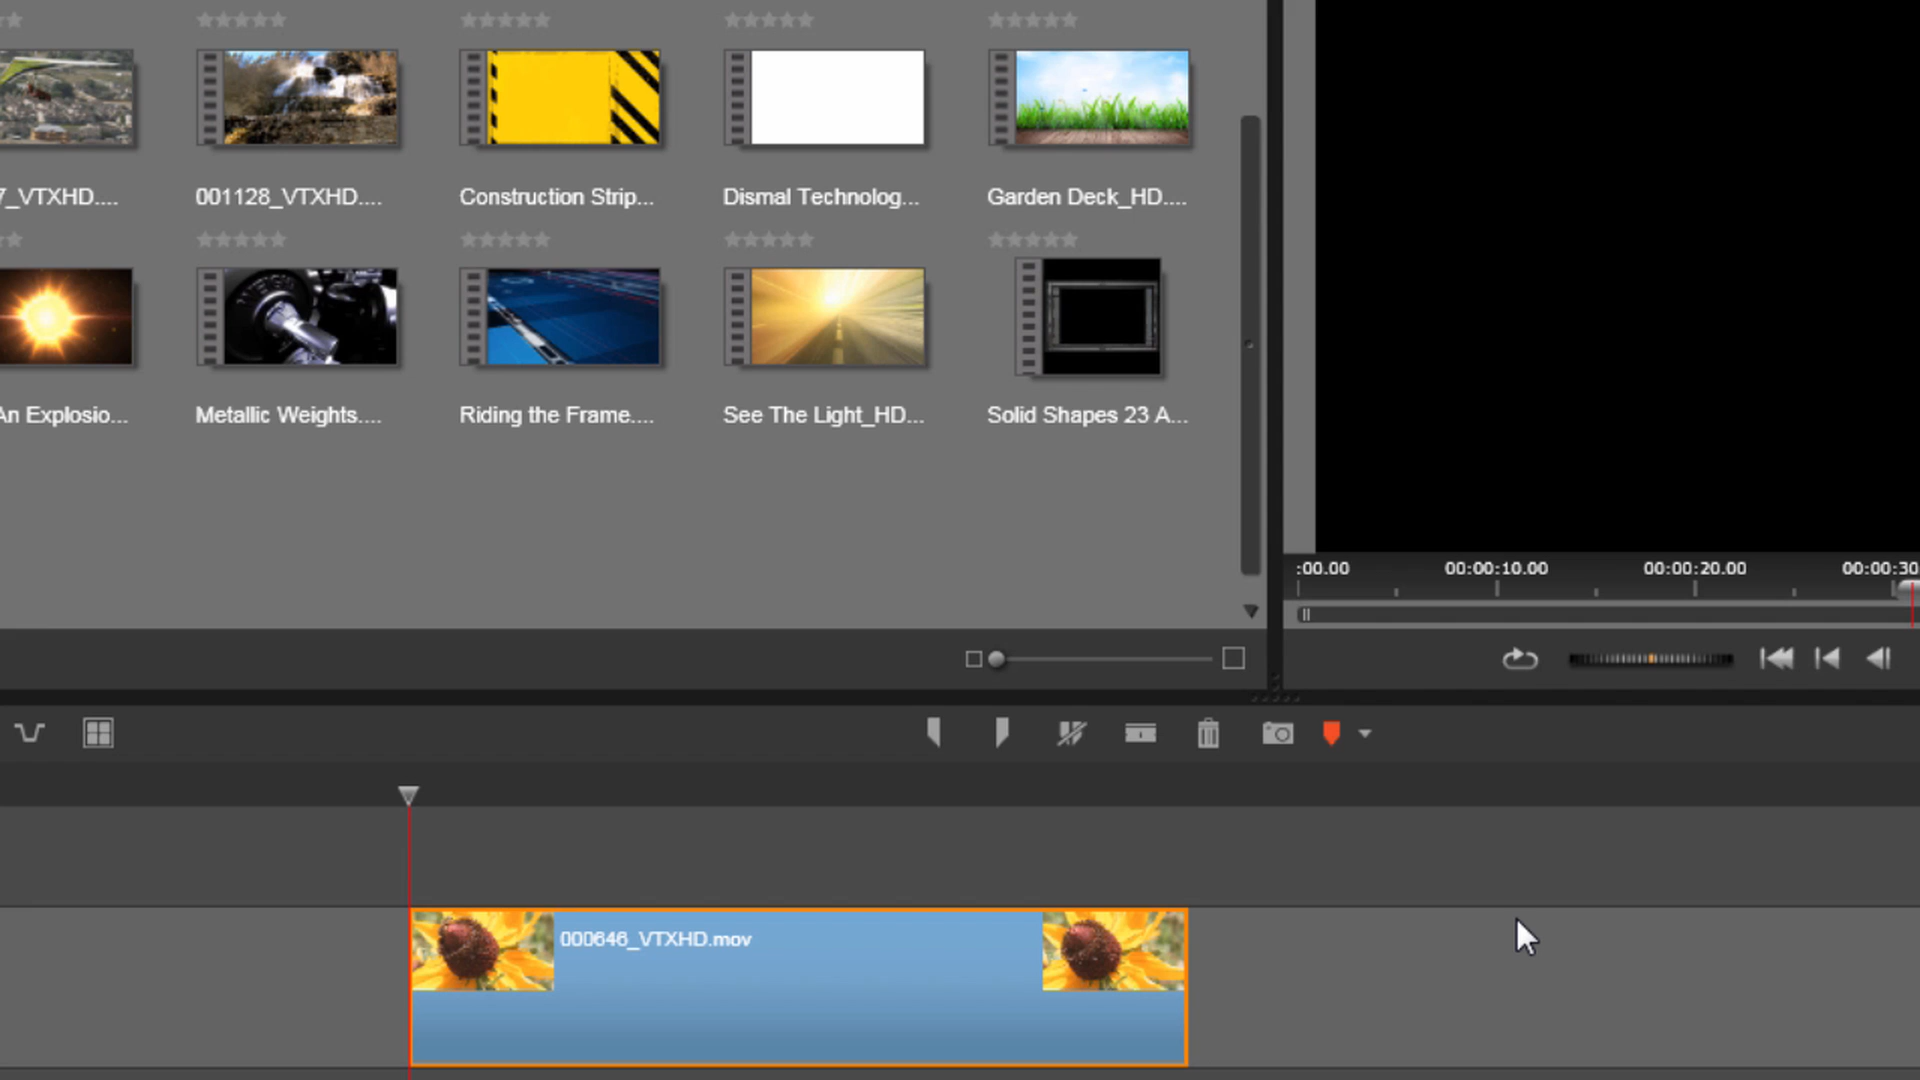 7_VTXHD....
001128_VTXHD....
Construction Strip...
Dismal Technolog...
Garden Deck_HD....
An Explosio...
Metallic Weights....
Riding the Frame....
See The Light_HD...
Solid Shapes 23 A...
:00.00
00:00:10.00
00:00:20.00
00:00:30
000646_VTXHD.mov